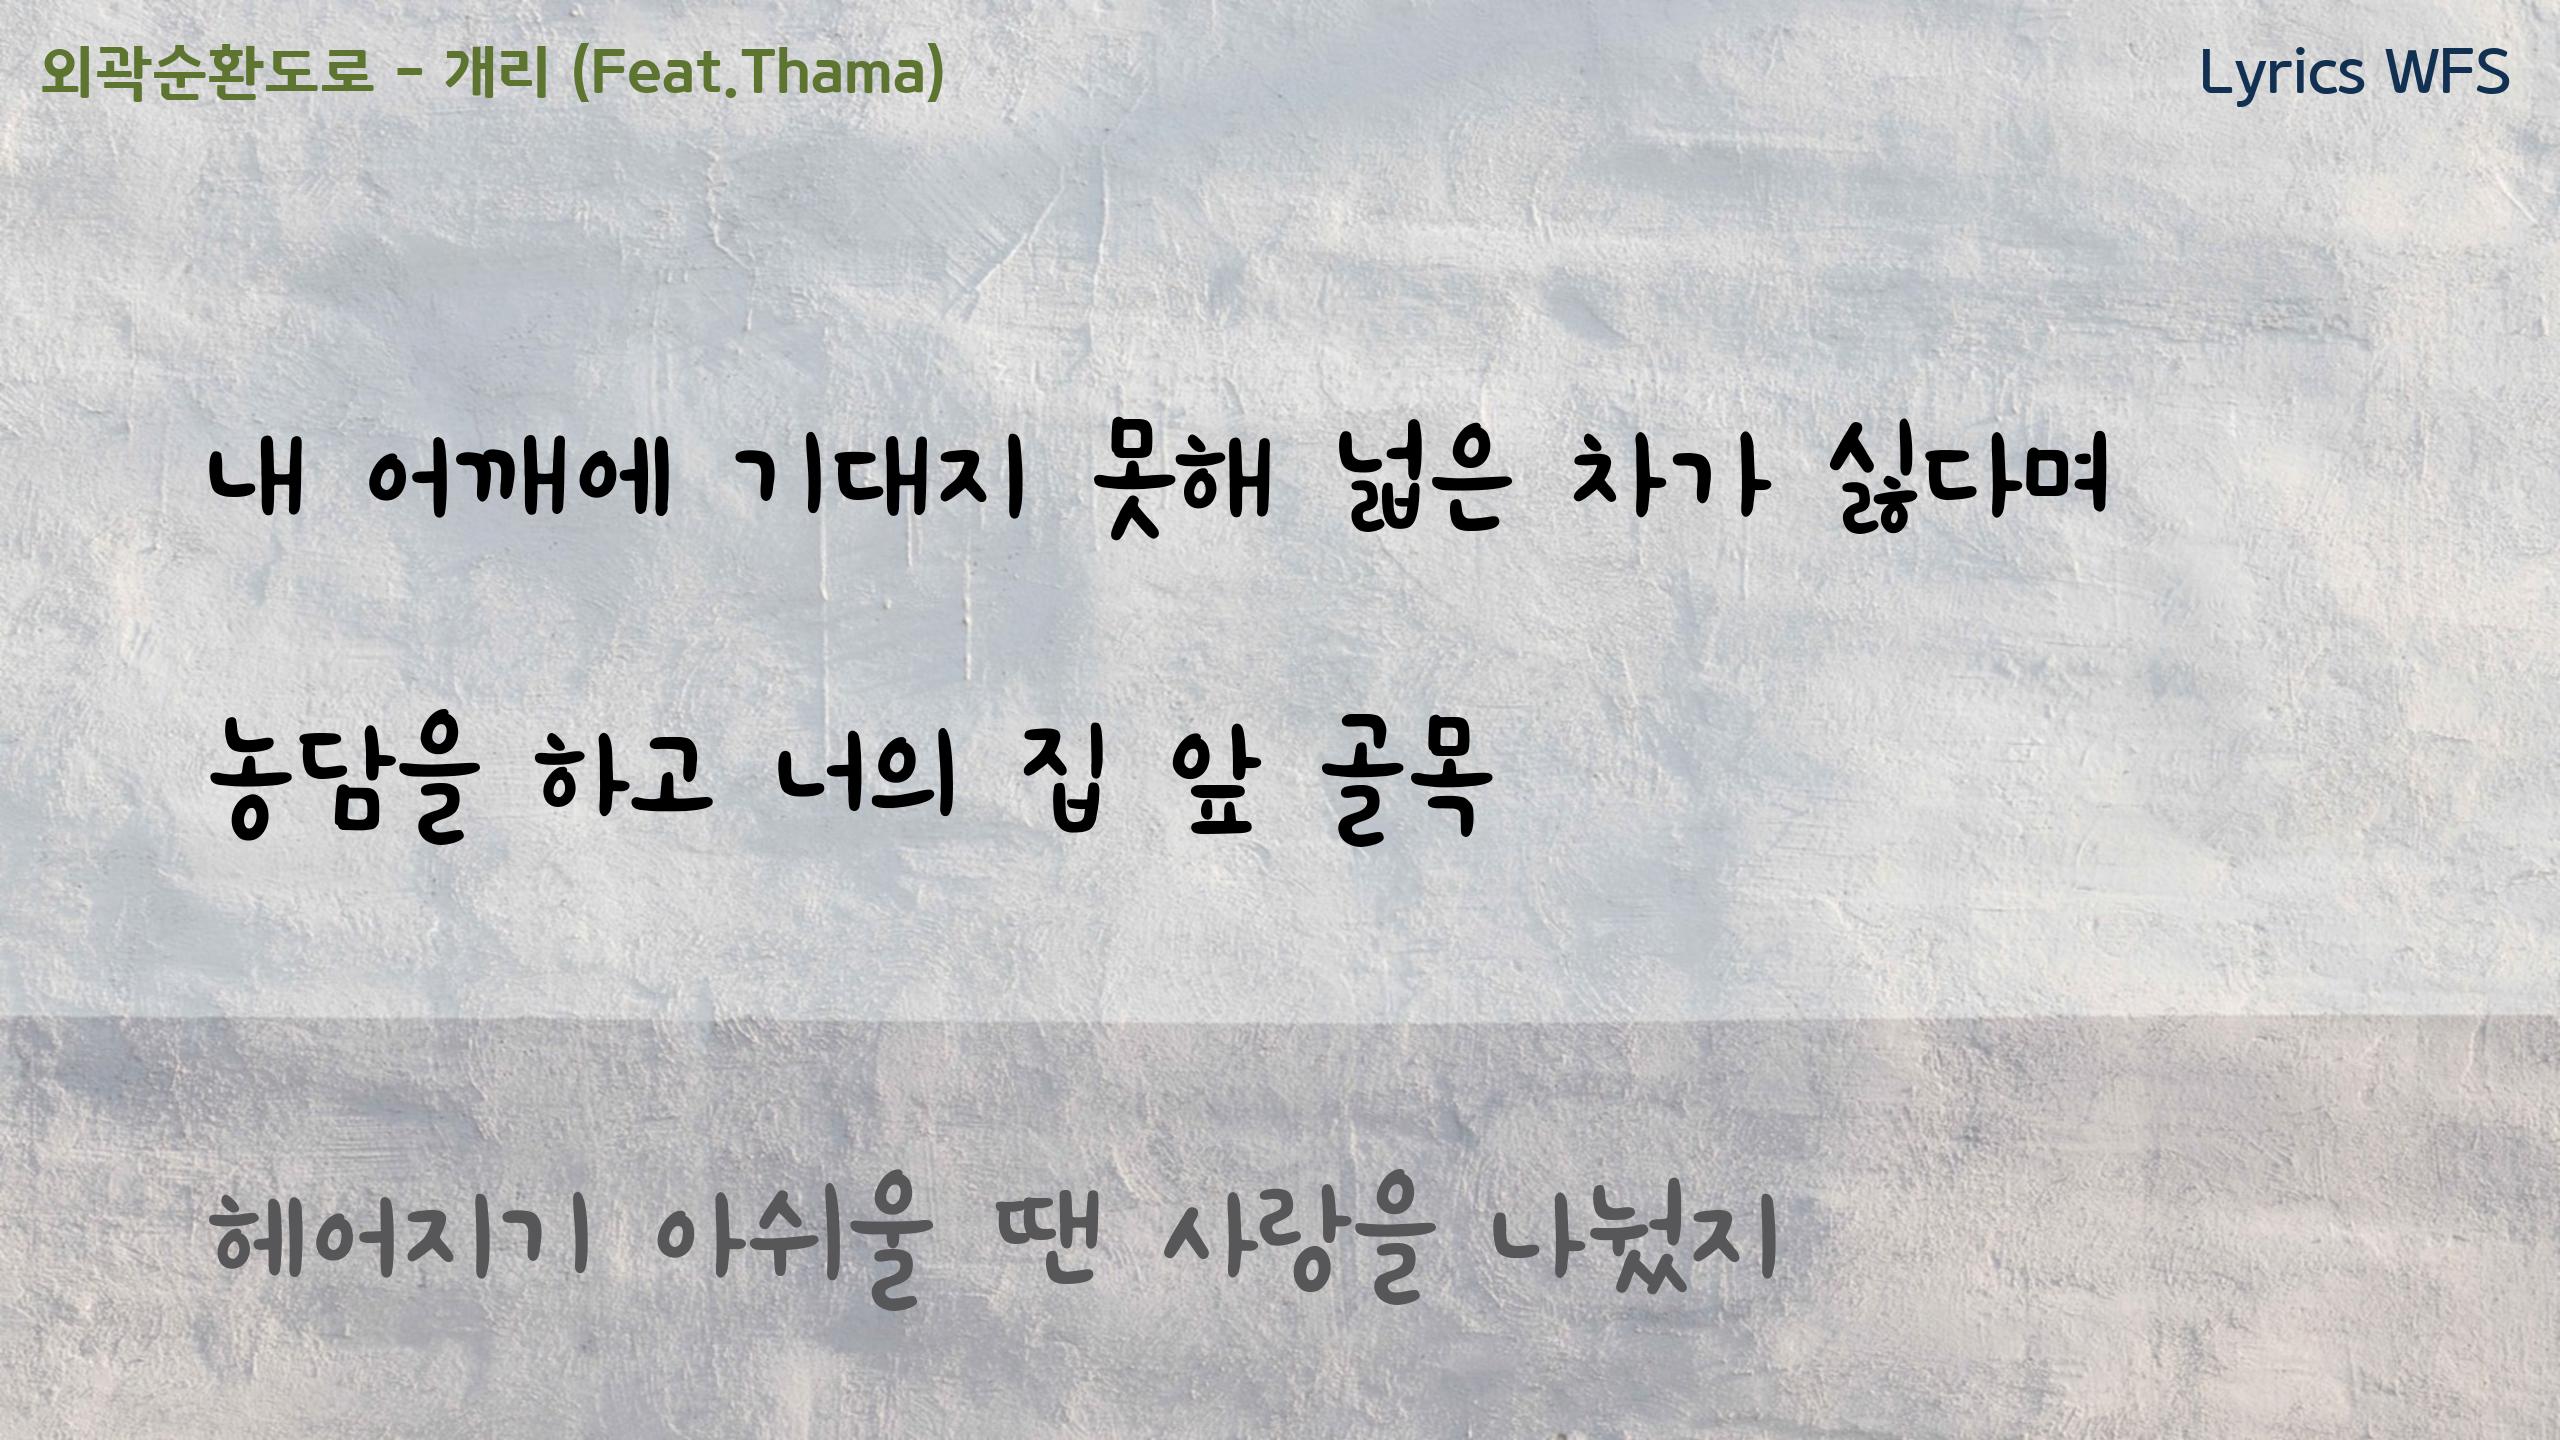 외곽순환도로 - 개리 (Feat.Thama)
Lyrics WFS
내 어깨에 기대지 못해 넓은 차가 싫다며
농담을 하고 너의 집 앞 골목
헤어지기 아쉬울 땐 사랑을 나눴지